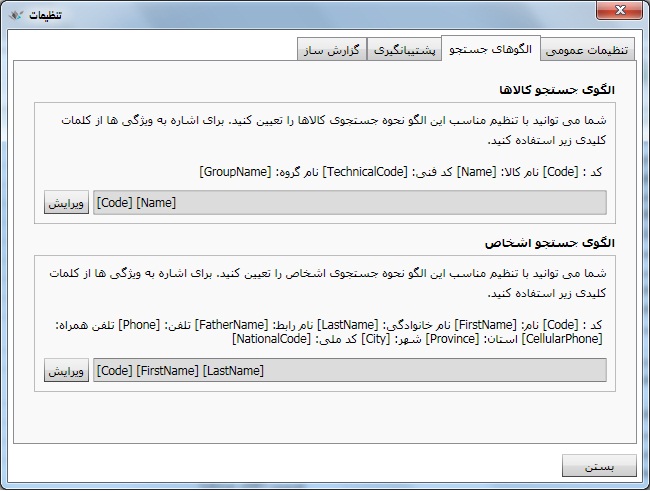 تنظیمات
تنظیمات عمومی
الگوهای جستجو
پشتیبانگیری
گزارش ساز
الگوی جستجو کالاها
شما می توانید با تنظیم مناسب این الگو نحوه جستجوی کالاها را تعیین کنید. برای اشاره به ویژگی ها از کلمات
کلیدی زیر استفاده کنید.
کد : [Code] نام کالا: [Name] کد فنی: [TechnicalCode] نام گروه: [GroupName]
[Code] [Name]
ویرایش
الگوی جستجو اشخاص
شما می توانید با تنظیم مناسب این الگو نحوه جستجوی اشخاص را تعیین کنید. برای اشاره به ویژگی ها از کلمات
کلیدی زیر استفاده کنید.
کد : [Code] نام: [FirstName] نام خانوادگی: [LastName] نام رابط: [FatherName] تلفن: [Phone] تلفن همراه:
[CellularPhone] استان: [Province] شهر: [City] کد ملی: [NationalCode]
[Code] [FirstName] [LastName]
ویرایش
بستن